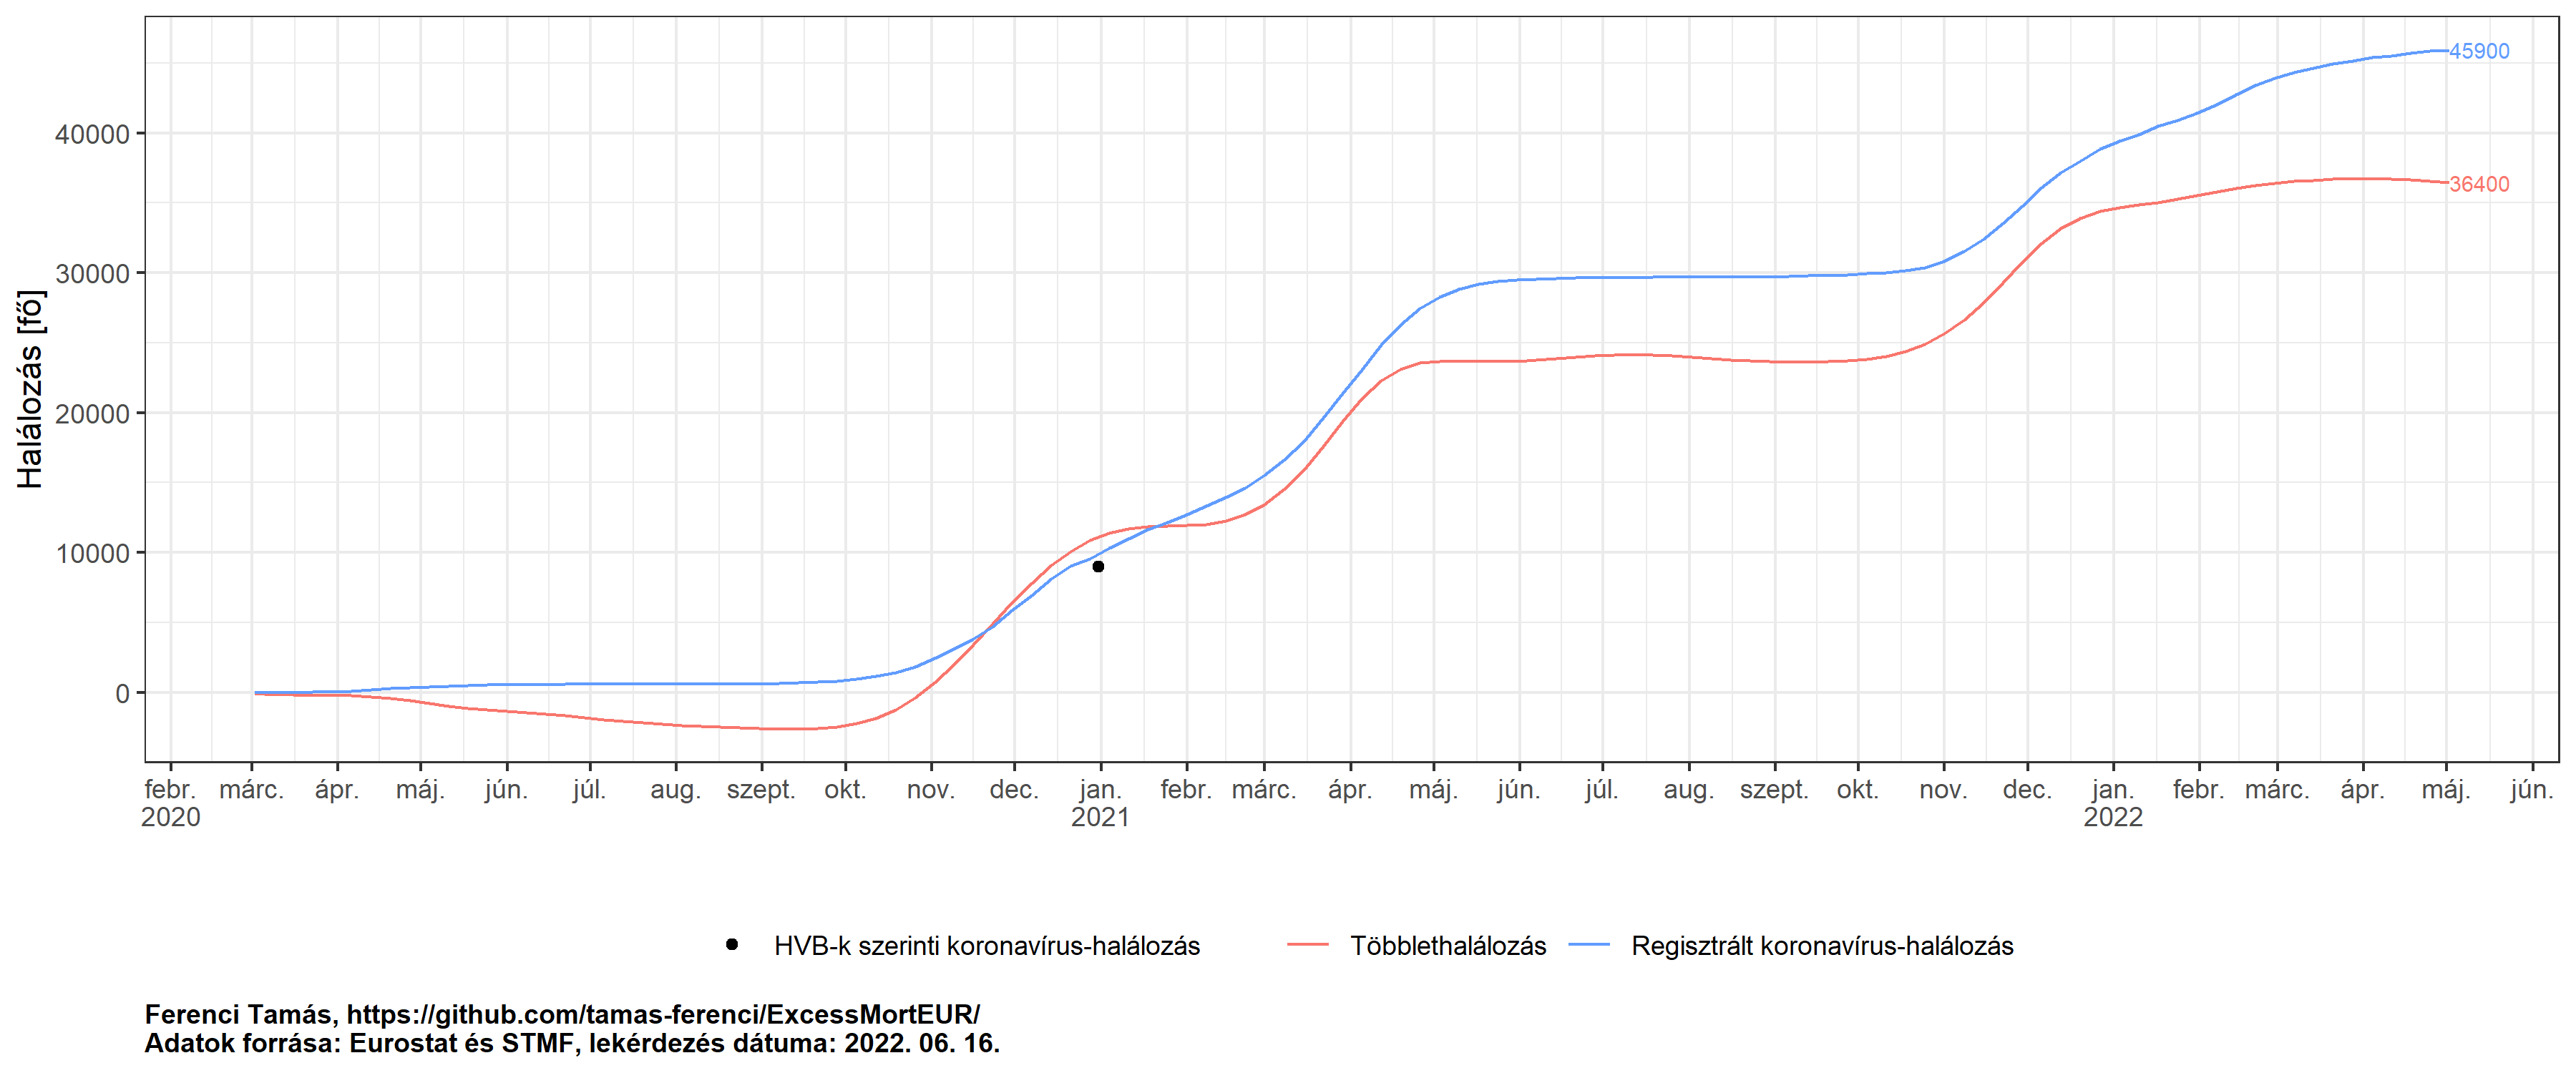 45900
36400
40000
30000
20000
10000
0
Halálozás [fő]
febr. márc. ápr. máj. jún. júl. aug. szept. okt. nov. dec. jan. febr. márc. ápr. máj. jún. júl. aug. szept. okt. nov. dec. jan. febr. márc. ápr. máj. jún.
2020 2021 2022
HVB-k szerinti koronavírus-halálozás Többlethalálozás Regisztrált koronavírus-halálozás
Ferenci Tamás, https://github.com/tamas-ferenci/ExcessMortEUR/
Adatok forrása: Eurostat és STMF, lekérdezés dátuma: 2022. 06. 16.